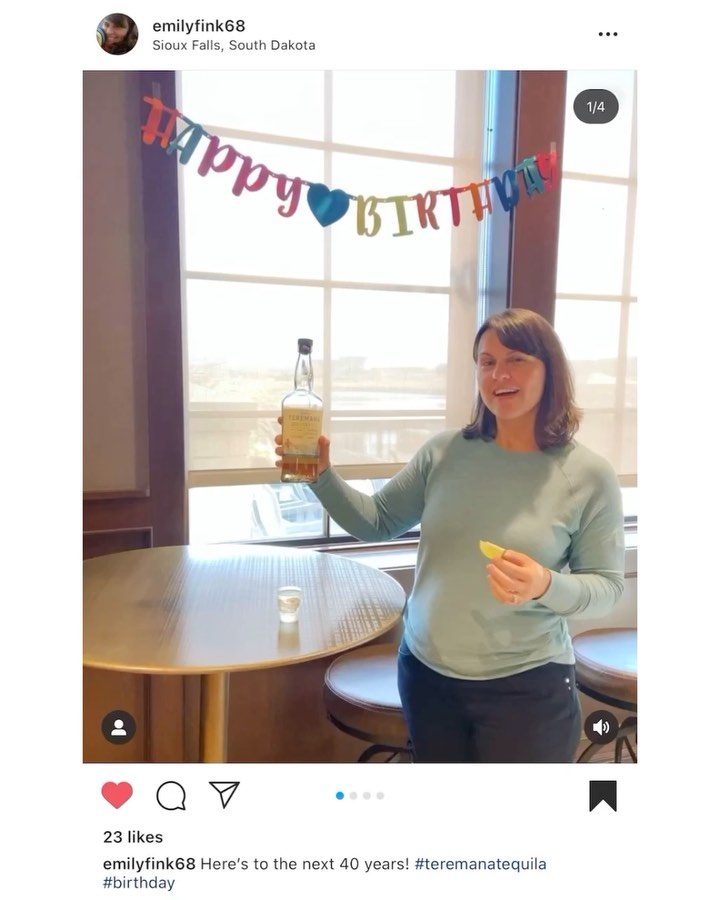 emilyfink68
Sioux Falls, South Dakota
1/4
HAPPY BIRTHDAY
TEREMANA
23 likes
emilyfink68 Here's to the next 40 years! #teremanatequila
#birthday